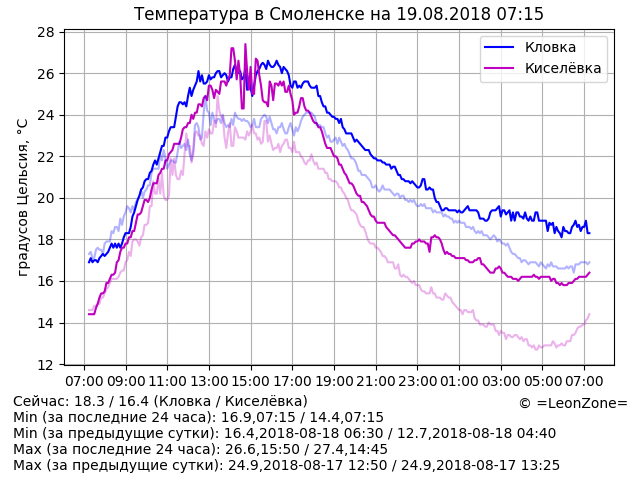 Температура в Смоленске на 19.08.2018 07:15
28
26
24
22
20
18
16
14
12
градусов Цельсия, °C
Кловка
Киселёвка
07:00 09:00 11:00 13:00 15:00 17:00 19:00 21:00 23:00 01:00 03:00 05:00 07:00
Сейчас: 18.3 / 16.4 (Кловка / Киселёвка)
© =LeonZone=
Min (за последние 24 часа): 16.9,07:15 / 14.4,07:15
Min (за предыдущие сутки): 16.4,2018-08-18 06:30 / 12.7,2018-08-18 04:40
Max (за последние 24 часа): 26.6,15:50 / 27.4,14:45
Max (за предыдущие сутки): 24.9,2018-08-17 12:50 / 24.9,2018-08-17 13:25